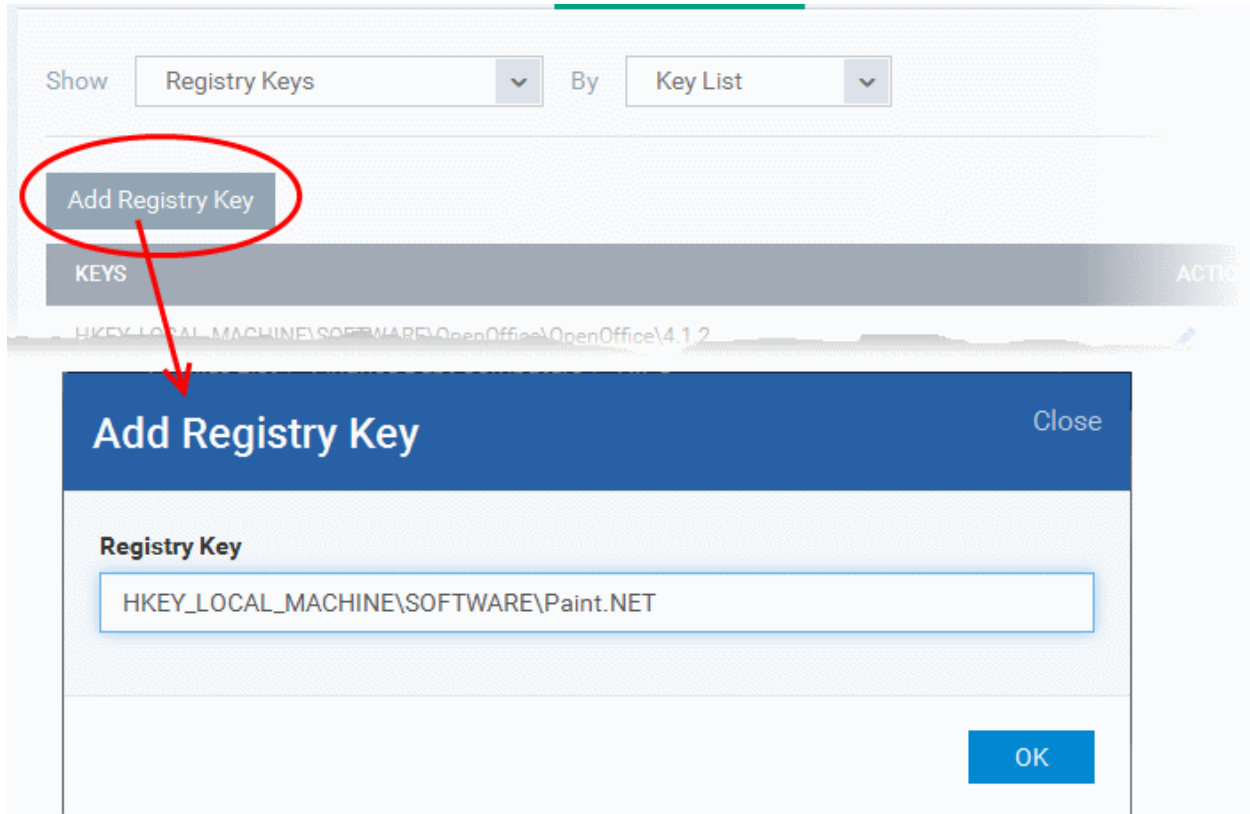 Show Registry Keys By Key List
Add Registry Key
KEYS
HKEY_LOCAL_MACHINE\SOFTWARE\OpenOffice\OpenOffice\4.1.2
Add Registry Key Close
Registry Key
HKEY_LOCAL_MACHINE\SOFTWARE\Paint.NET
OK